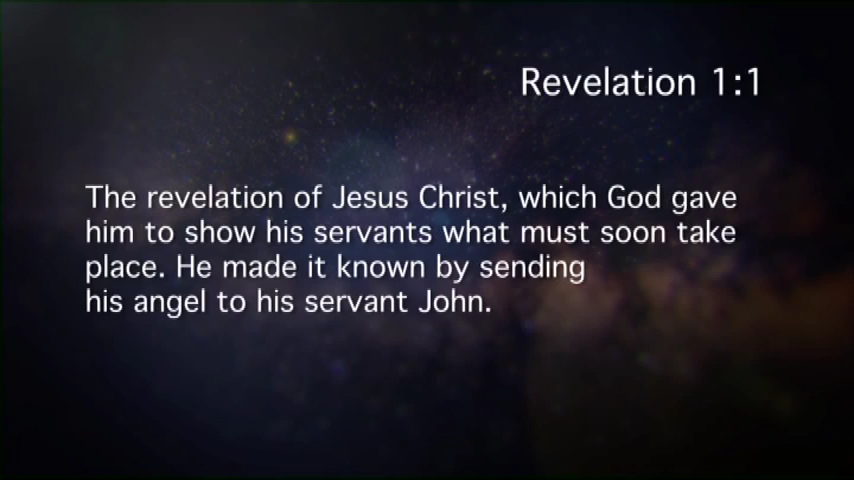 Revelation 1:1
The revelation of Jesus Christ, which God gave
him to show his servants what must soon take
place. He made it known by sending
his angel to his servant John.